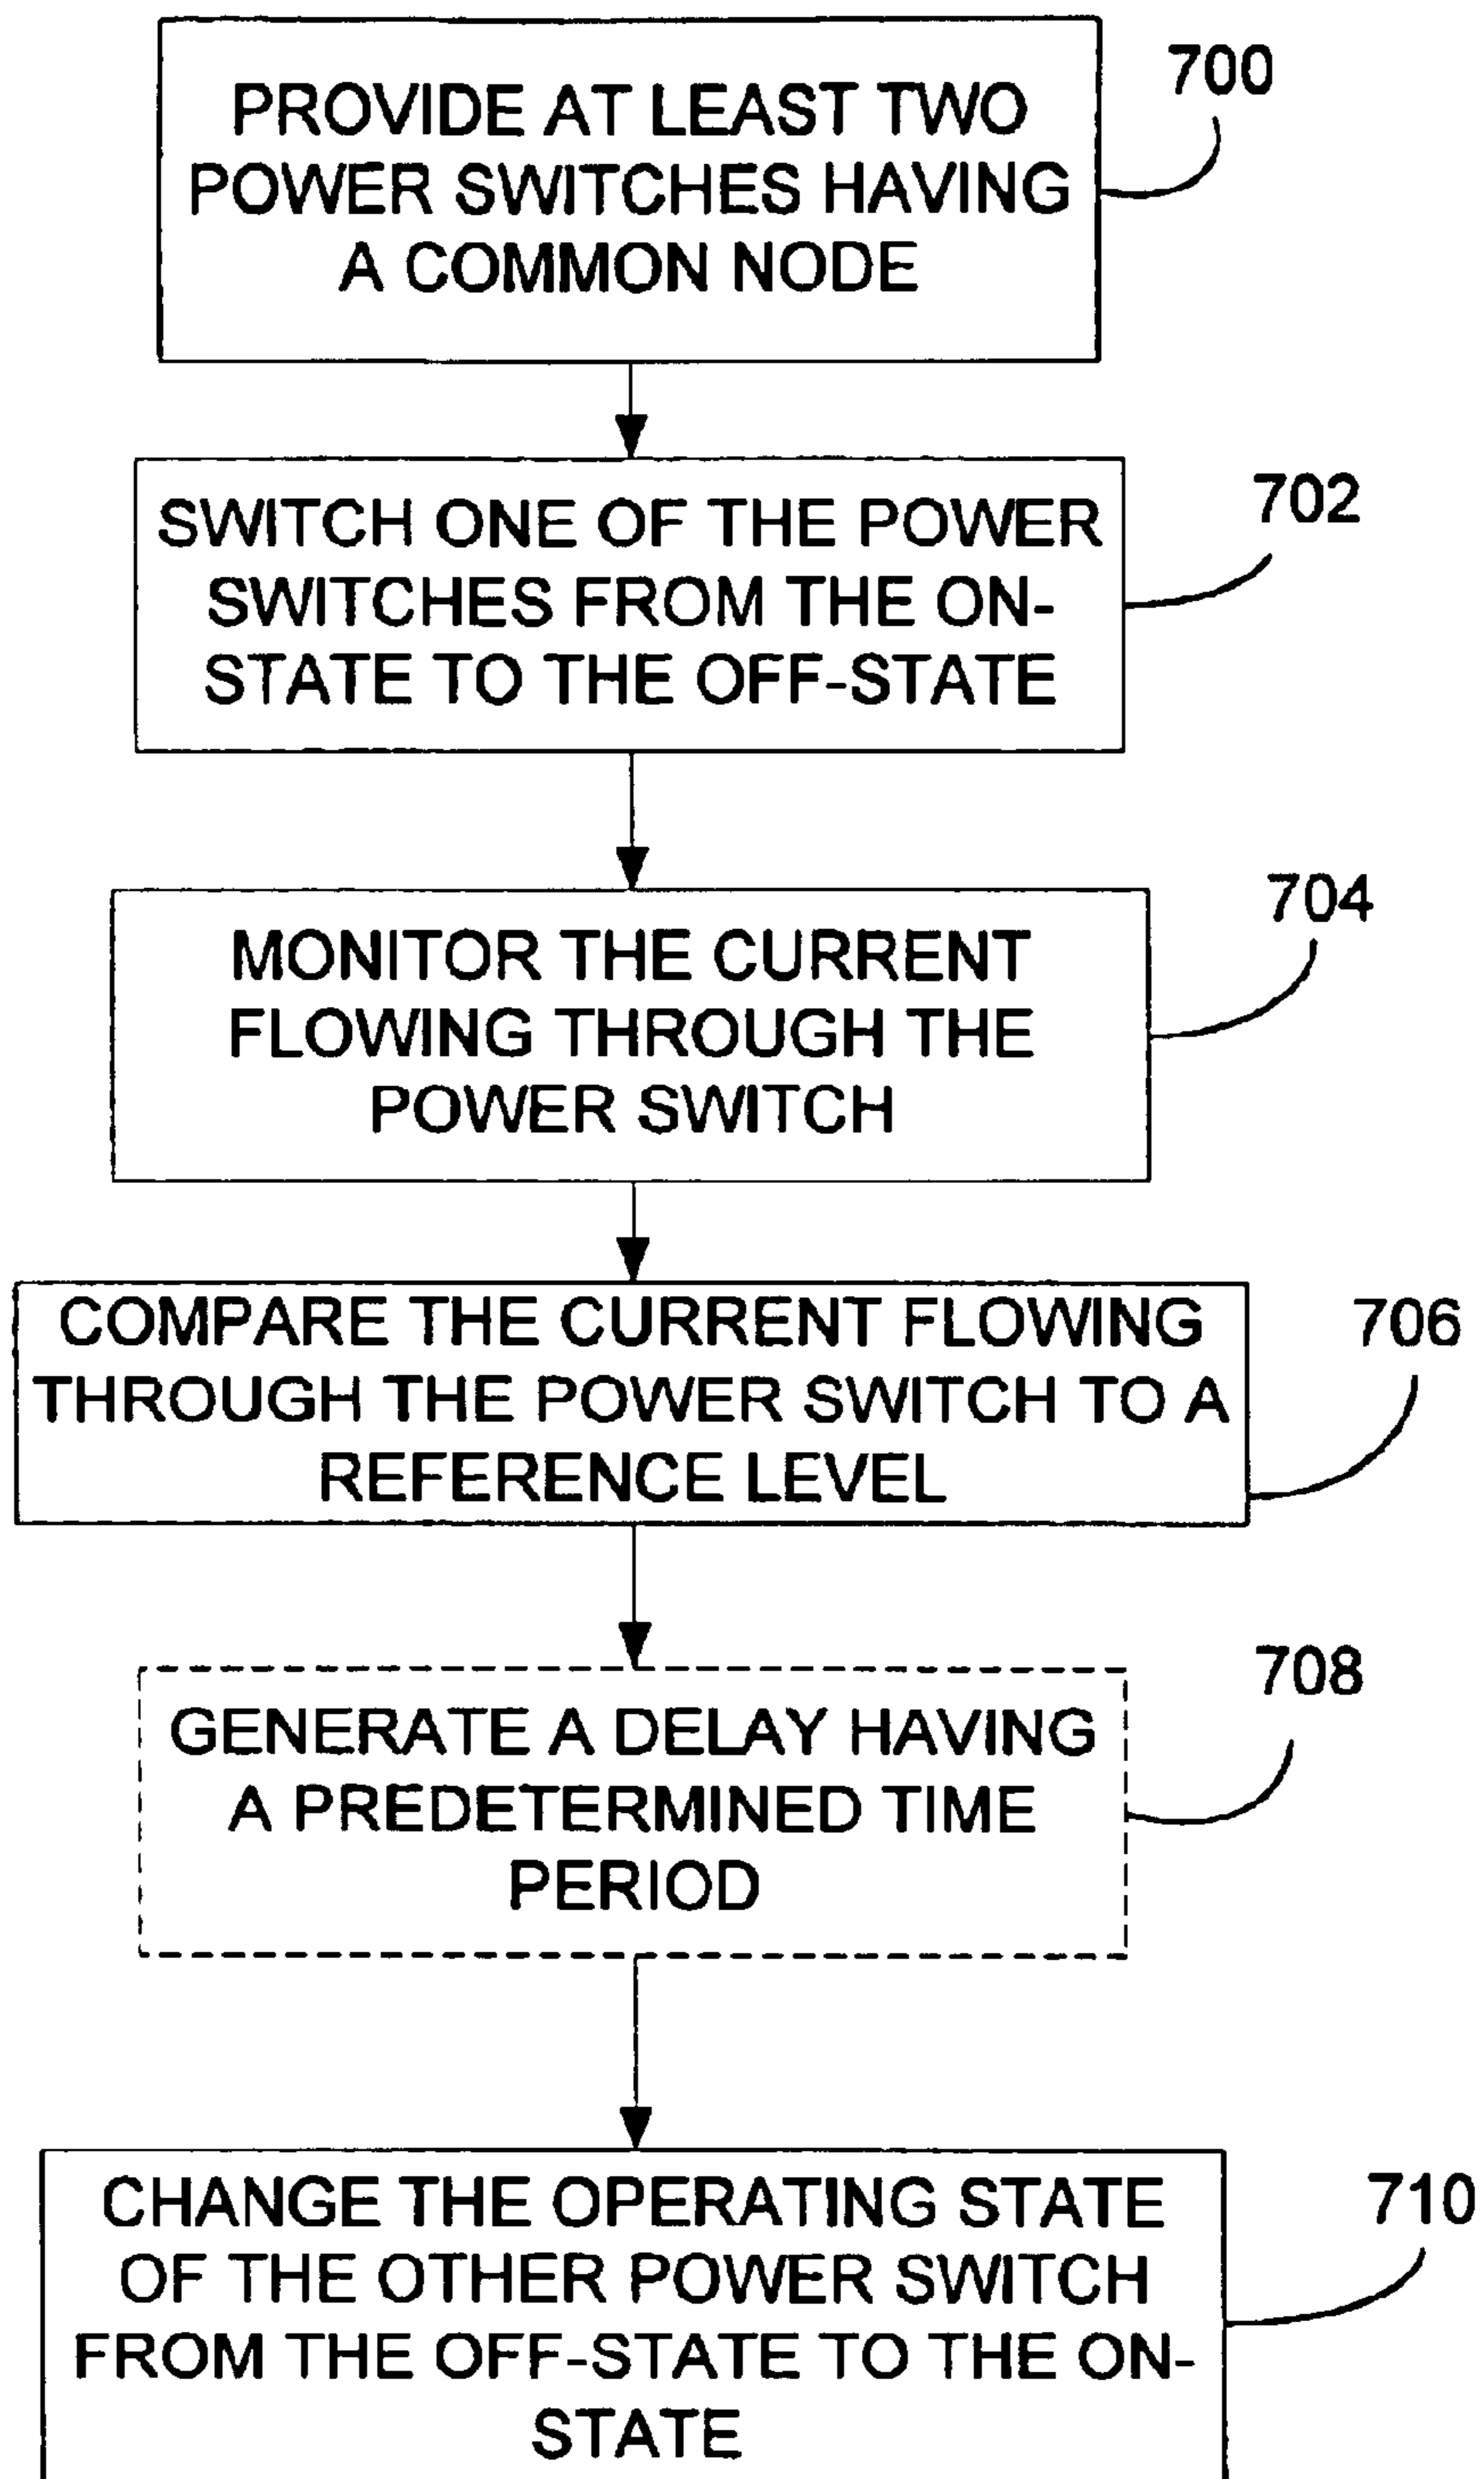 PROVIDE AT LEAST TWO
POWER SWITCHES HAVING
A COMMON NODE
700
SWITCH ONE OF THE POWER
SWITCHES FROM THE ON-
STATE TO THE OFF-STATE
702
MONITOR THE CURRENT
FLOWING THROUGH THE
POWER SWITCH
704
COMPARE THE CURRENT FLOWING
THROUGH THE POWER SWITCH TO A
REFERENCE LEVEL
706
GENERATE A DELAY HAVING
A PREDETERMINED TIME
PERIOD
708
CHANGE THE OPERATING STATE
OF THE OTHER POWER SWITCH
FROM THE OFF-STATE TO THE ON-
STATE
710